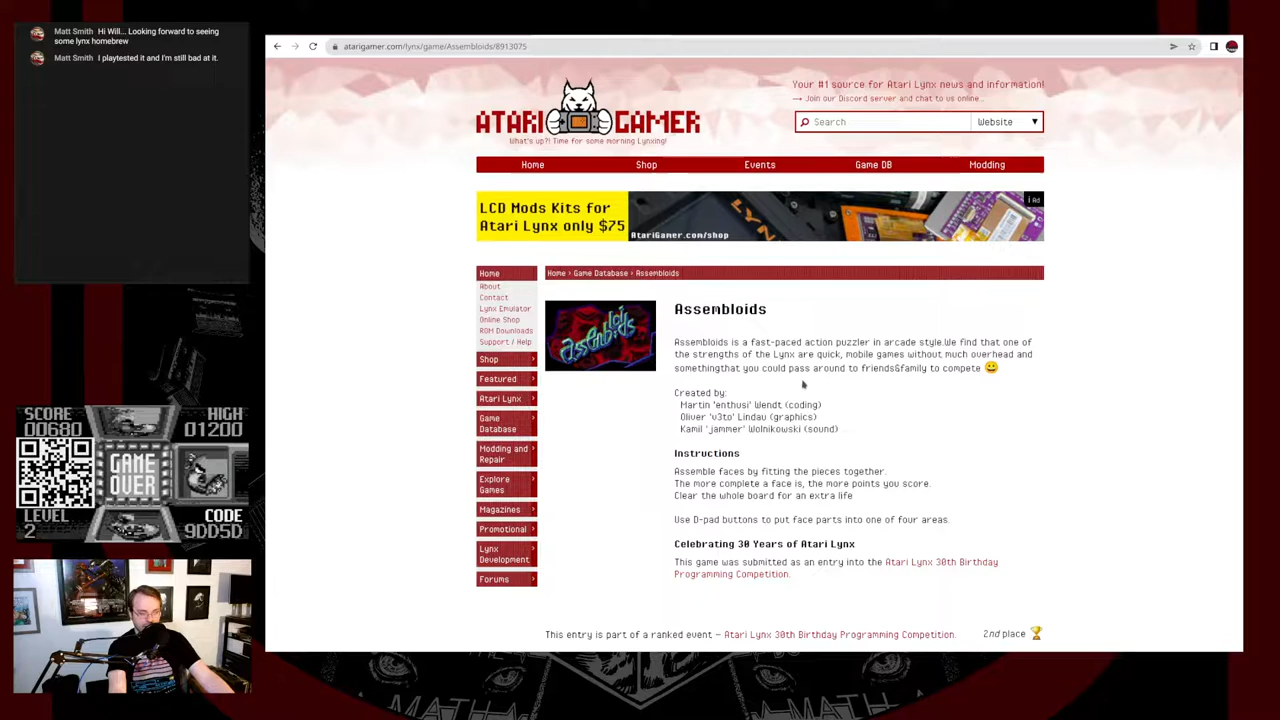 Matt Smith Hi Will... Looking forward to seeing
some lynx homebrew
Matt Smith I playtested it and I'm still bad at it.
atarigamer.com/lynx/game/Assembloids/8913075
Your #1 source for Atari Lynx news and information!
→ Join our Discord server and chat to us online...
ATARI GAMER
What's up?! Time for some morning Lynxing!
Search
Website
Home
Shop
Events
Game DB
Modding
LCD Mods Kits for
Atari Lynx only $75
AtariGamer.com/shop
i Ad
LYNX
Home
About
Contact
Lynx Emulator
Online Shop
ROM Downloads
Support / Help
Shop
Featured
Atari Lynx
Game
Database
Modding and
Repair
Explore
Games
Magazines
Promotional
Lynx
Development
Forums
Home › Game Database › Assembloids
assembloids
Assembloids
Assembloids is a fast-paced action puzzler in arcade style.We find that one of
the strengths of the Lynx are quick, mobile games without much overhead and
somethingthat you could pass around to friends&family to compete 😀
Created by:
Martin 'enthusi' Wendt (coding)
Oliver 'v3to' Lindau (graphics)
Kamil 'jammer' Wolnikowski (sound)
Instructions
Assemble faces by fitting the pieces together.
The more complete a face is, the more points you score.
Clear the whole board for an extra life
Use D-pad buttons to put face parts into one of four areas.
Celebrating 30 Years of Atari Lynx
This game was submitted as an entry into the Atari Lynx 30th Birthday
Programming Competition.
This entry is part of a ranked event – Atari Lynx 30th Birthday Programming Competition.
2nd place
SCORE
00680
HIGH
01200
GAME
OVER
LEVEL
2
CODE
9DD5D